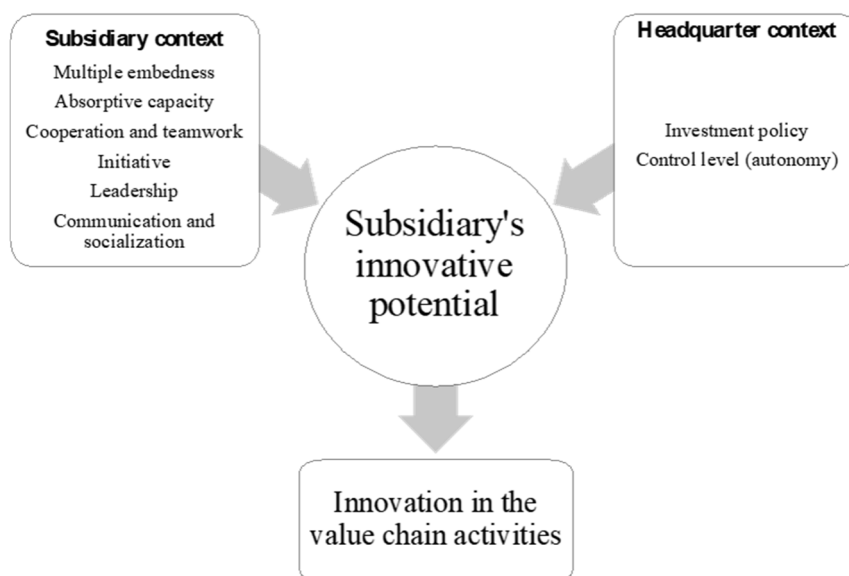 Subsidiary context
Multiple embedness
Absorptive capacity
Cooperation and teamwork
Initiative
Leadership
Communication and
socialization
Headquarter context
Investment policy
Control level (autonomy)
Subsidiary's
innovative
potential
Innovation in the
value chain activities